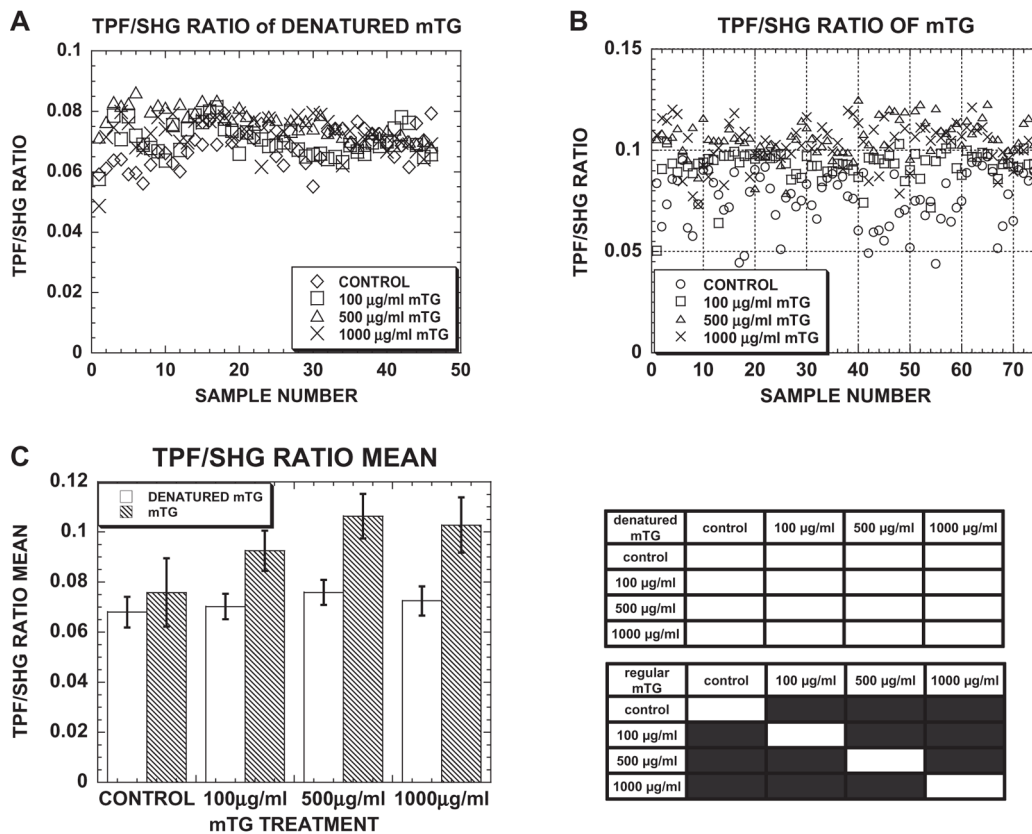 A
TPF/SHG RATIO of DENATURED mTG
TPF/SHG RATIO
0.1
0.08
0.06
0.04
0.02
0
0 10 20 30 40 50
SAMPLE NUMBER
CONTROL
100 µg/ml mTG
500 µg/ml mTG
1000 µg/ml mTG
B
TPF/SHG RATIO OF mTG
TPF/SHG RATIO
0.15
0.1
0.05
0
0 10 20 30 40 50 60 70
SAMPLE NUMBER
CONTROL
100 µg/ml mTG
500 µg/ml mTG
1000 µg/ml mTG
C
TPF/SHG RATIO MEAN
TPF/SHG RATIO MEAN
0.12
0.1
0.08
0.06
0.04
0.02
0
DENATURED mTG
mTG
CONTROL 100µg/ml 500µg/ml 1000µg/ml
mTG TREATMENT
denatured mTG control 100 µg/ml 500 µg/ml 1000 µg/ml
control
100 µg/ml
500 µg/ml
1000 µg/ml
regular mTG control 100 µg/ml 500 µg/ml 1000 µg/ml
control
100 µg/ml
500 µg/ml
1000 µg/ml